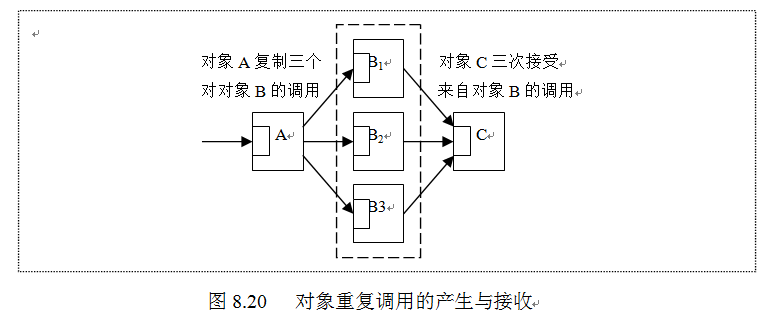 对象 A 复制三个
对对象 B 的调用
对象 C 三次接受
来自对象 B 的调用
B1
A
B2
C
B3
图 8.20 对象重复调用的产生与接收